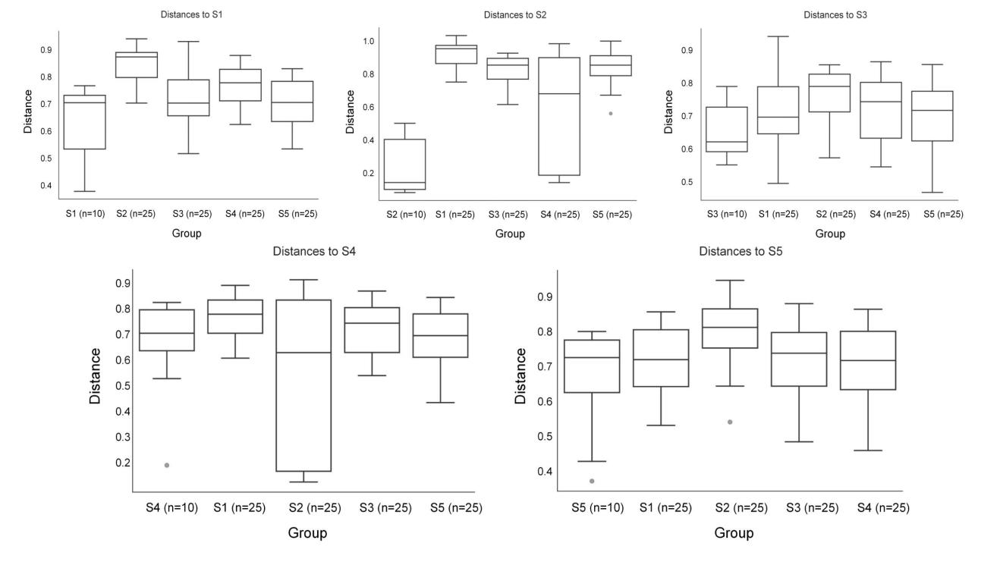 Distances to S1
Distance
0.9
0.8
0.7
0.6
0.5
0.4
S1 (n=10) S2 (n=25) S3 (n=25) S4 (n=25) S5 (n=25)
Group
Distances to S2
Distance
1.0
0.8
0.6
0.4
0.2
S2 (n=10) S1 (n=25) S3 (n=25) S4 (n=25) S5 (n=25)
Group
Distances to S3
Distance
0.9
0.8
0.7
0.6
0.5
S3 (n=10) S1 (n=25) S2 (n=25) S4 (n=25) S5 (n=25)
Group
Distances to S4
Distance
0.9
0.8
0.7
0.6
0.5
0.4
0.3
0.2
S4 (n=10) S1 (n=25) S2 (n=25) S3 (n=25) S5 (n=25)
Group
Distances to S5
Distance
0.9
0.8
0.7
0.6
0.5
0.4
S5 (n=10) S1 (n=25) S2 (n=25) S3 (n=25) S4 (n=25)
Group